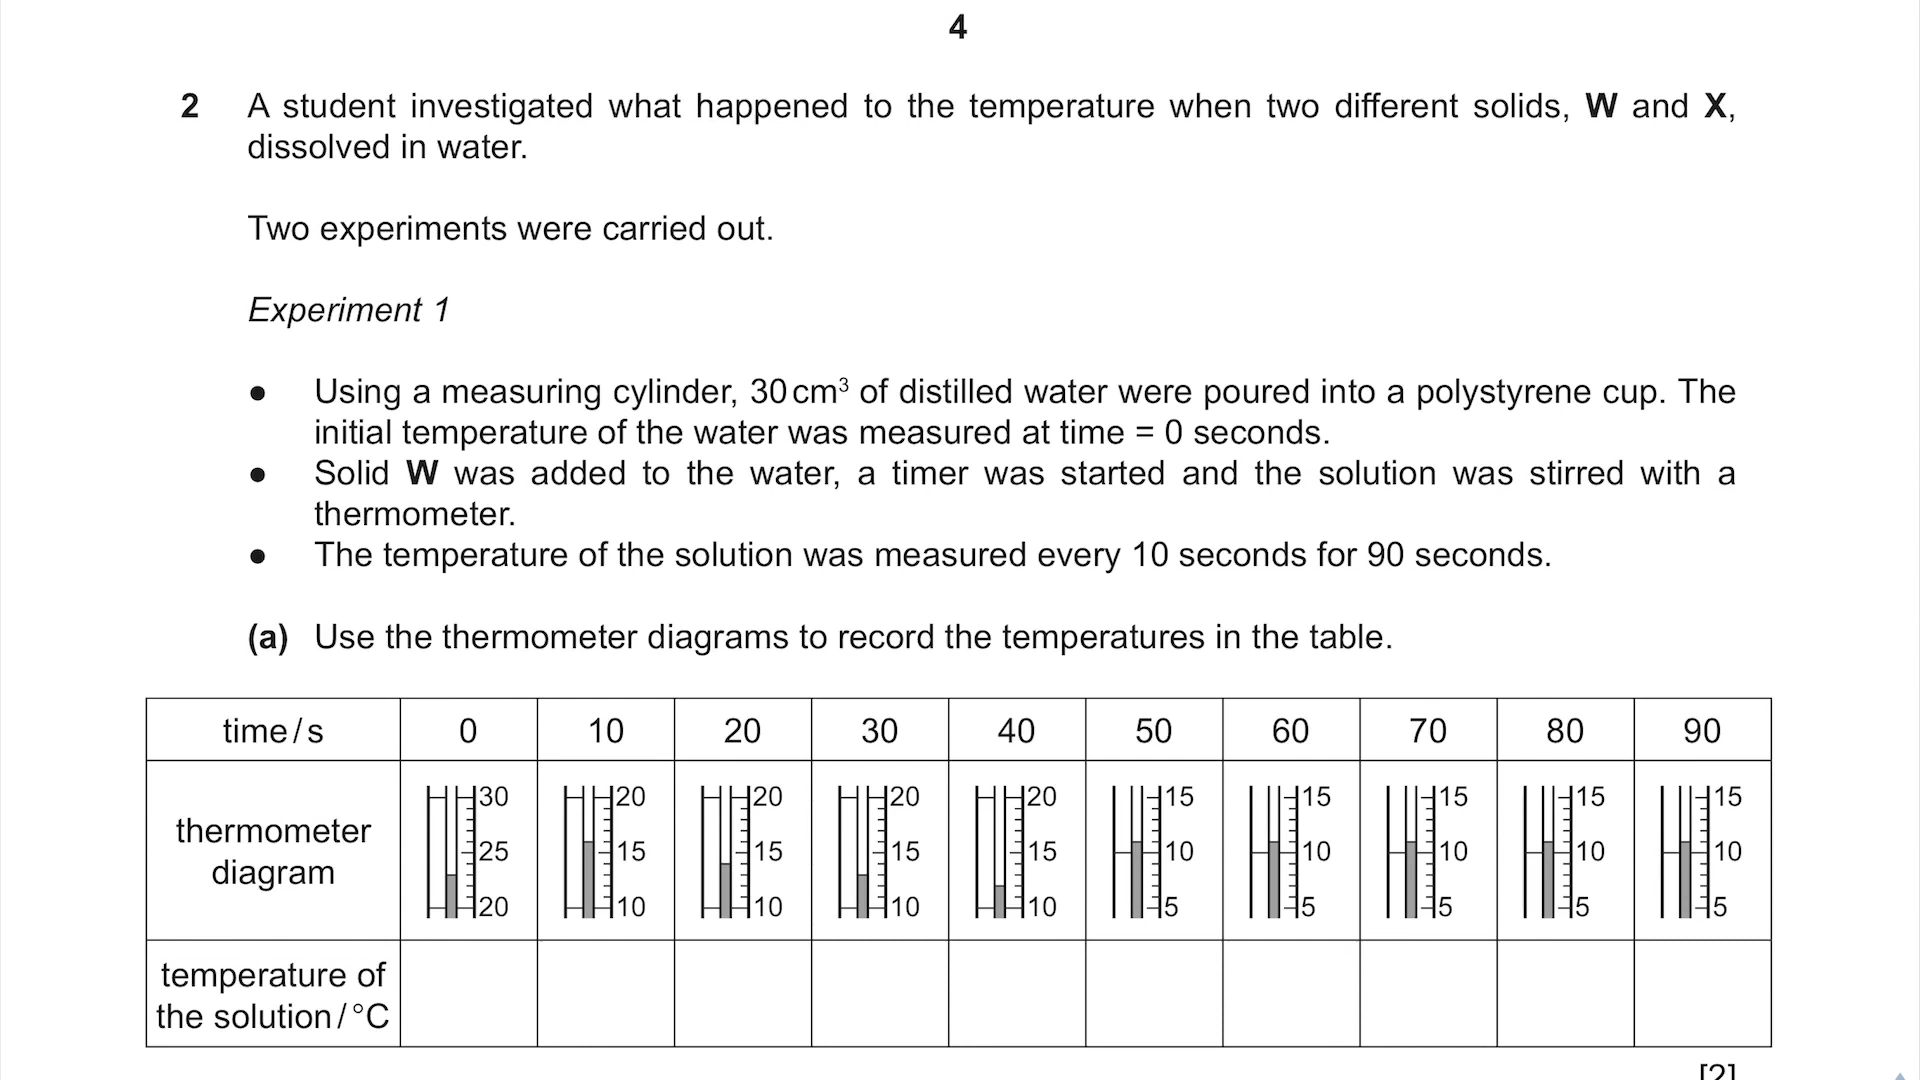 4
2 A student investigated what happened to the temperature when two different solids, W and X,
dissolved in water.
Two experiments were carried out.
Experiment 1
● Using a measuring cylinder, 30 cm³ of distilled water were poured into a polystyrene cup. The
initial temperature of the water was measured at time = 0 seconds.
● Solid W was added to the water, a timer was started and the solution was stirred with a
thermometer.
● The temperature of the solution was measured every 10 seconds for 90 seconds.
(a) Use the thermometer diagrams to record the temperatures in the table.
time / s 0 10 20 30 40 50 60 70 80 90
30 20 20 20 20 15 15 15 15 15
thermometer
25 15 15 15 15 10 10 10 10 10
diagram
20 10 10 10 10 5 5 5 5 5
temperature of
the solution / °C
[2]